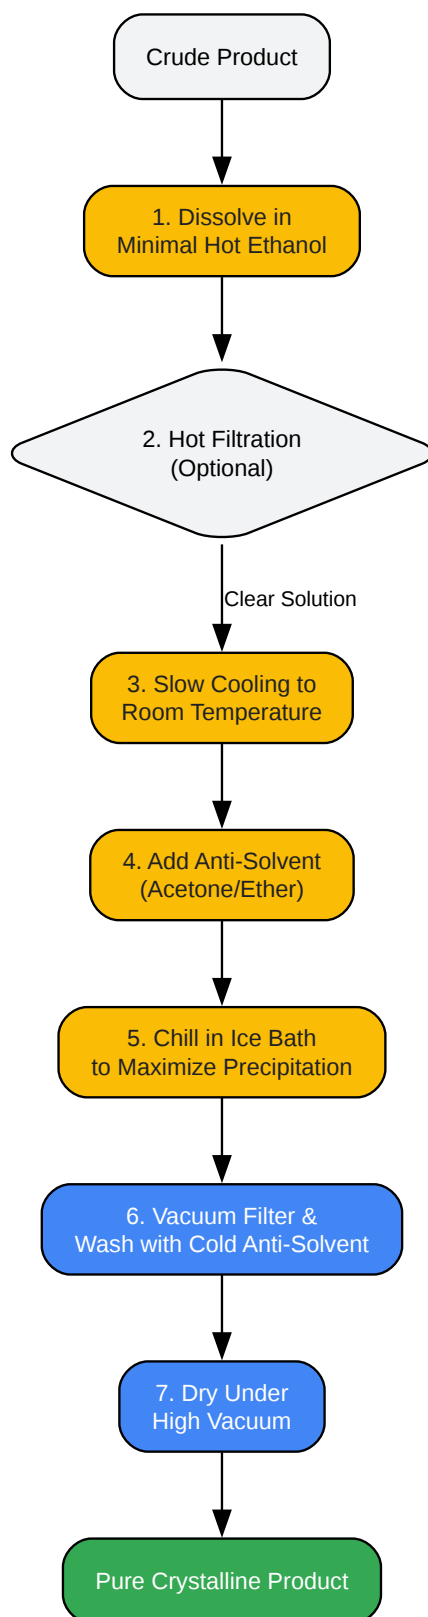 Crude Product
1. Dissolve in
Minimal Hot Ethanol
2. Hot Filtration
(Optional)
Clear Solution
3. Slow Cooling to
Room Temperature
4. Add Anti-Solvent
(Acetone/Ether)
5. Chill in Ice Bath
to Maximize Precipitation
6. Vacuum Filter &
Wash with Cold Anti-Solvent
7. Dry Under
High Vacuum
Pure Crystalline Product